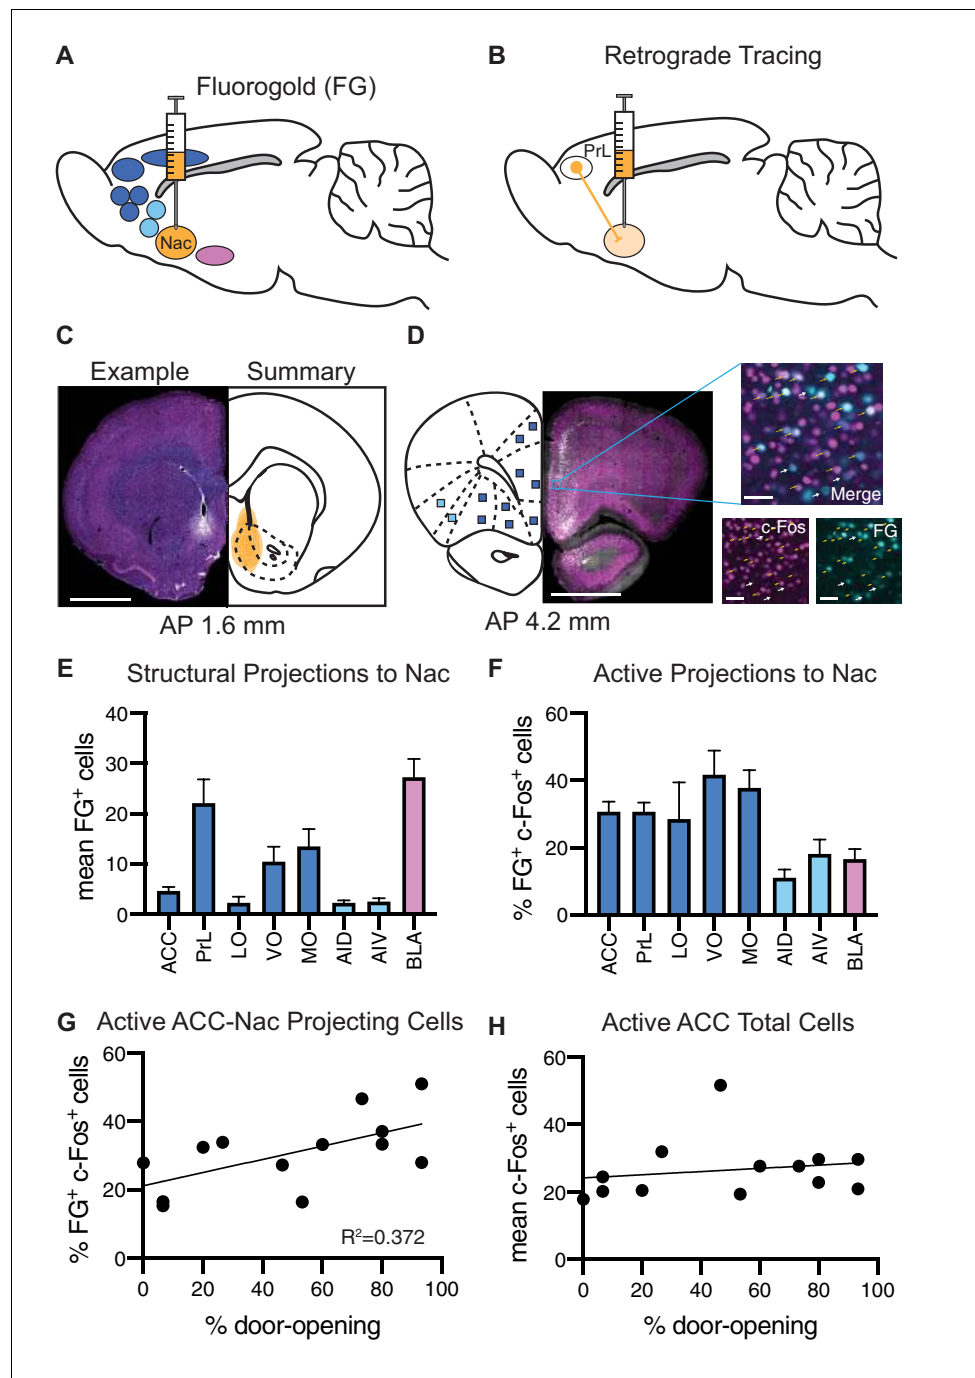 A
B
Fluorogold (FG)
Retrograde Tracing
Nac
PrL
C
D
Example
Summary
Merge
c-Fos
FG
AP 1.6 mm
AP 4.2 mm
E
Structural Projections to Nac
mean FG⁺ cells
40
30
20
10
0
ACC
PrL
LO
VO
MO
AID
AIV
BLA
F
Active Projections to Nac
% FG⁺ c-Fos⁺ cells
60
40
20
0
ACC
PrL
LO
VO
MO
AID
AIV
BLA
G
Active ACC-Nac Projecting Cells
% FG⁺ c-Fos⁺ cells
60
40
20
0
R²=0.372
0 20 40 60 80 100
% door-opening
H
Active ACC Total Cells
mean c-Fos⁺ cells
60
40
20
0
0 20 40 60 80 100
% door-opening